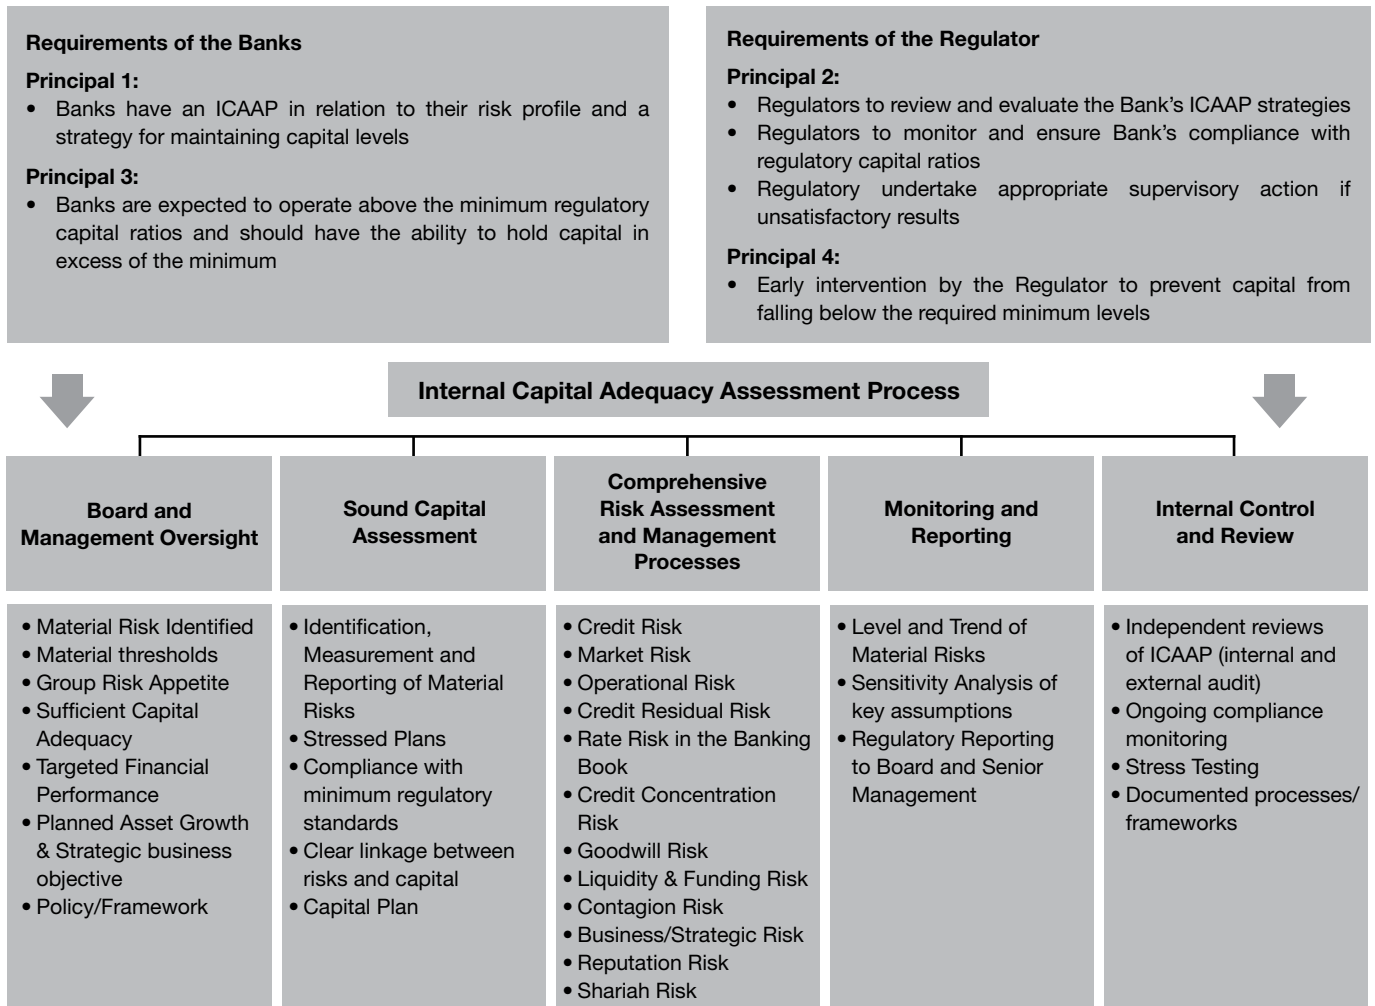 Requirements of the Banks
Principal 1:
• Banks have an ICAAP in relation to their risk profile and a
strategy for maintaining capital levels
Principal 3:
• Banks are expected to operate above the minimum regulatory
capital ratios and should have the ability to hold capital in
excess of the minimum
Requirements of the Regulator
Principal 2:
• Regulators to review and evaluate the Bank's ICAAP strategies
• Regulators to monitor and ensure Bank's compliance with
regulatory capital ratios
• Regulatory undertake appropriate supervisory action if
unsatisfactory results
Principal 4:
• Early intervention by the Regulator to prevent capital from
falling below the required minimum levels
Internal Capital Adequacy Assessment Process
Board and
Management Oversight
• Material Risk Identified
• Material thresholds
• Group Risk Appetite
• Sufficient Capital
Adequacy
• Targeted Financial
Performance
• Planned Asset Growth
& Strategic business
objective
• Policy/Framework
Sound Capital
Assessment
• Identification,
Measurement and
Reporting of Material
Risks
• Stressed Plans
• Compliance with
minimum regulatory
standards
• Clear linkage between
risks and capital
• Capital Plan
Comprehensive
Risk Assessment
and Management
Processes
• Credit Risk
• Market Risk
• Operational Risk
• Credit Residual Risk
• Rate Risk in the Banking
Book
• Credit Concentration
Risk
• Goodwill Risk
• Liquidity & Funding Risk
• Contagion Risk
• Business/Strategic Risk
• Reputation Risk
• Shariah Risk
Monitoring and
Reporting
• Level and Trend of
Material Risks
• Sensitivity Analysis of
key assumptions
• Regulatory Reporting
to Board and Senior
Management
Internal Control
and Review
• Independent reviews
of ICAAP (internal and
external audit)
• Ongoing compliance
monitoring
• Stress Testing
• Documented processes/
frameworks